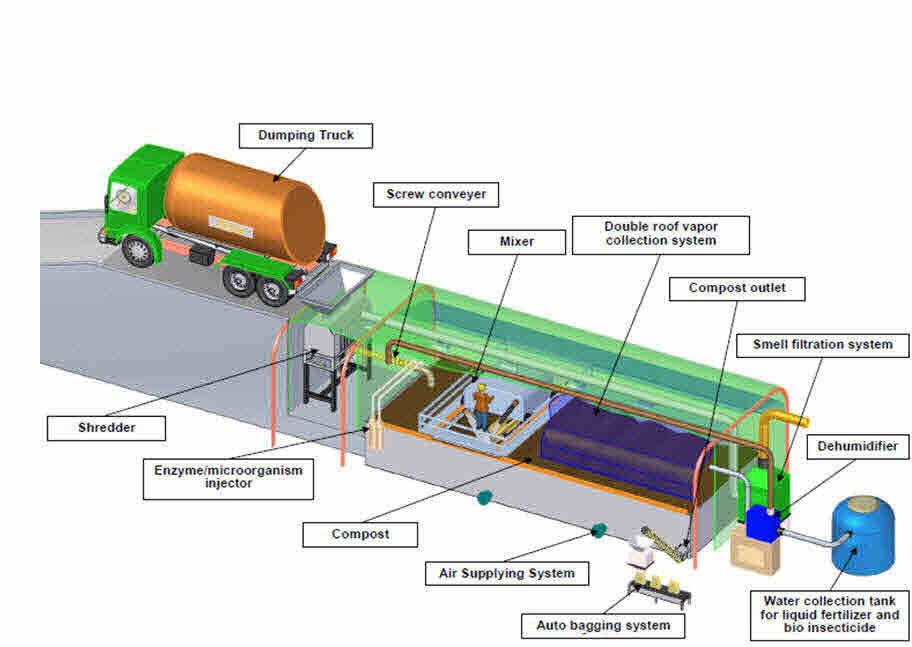 Dumping Truck
Screw conveyer
Mixer
Double roof vapor
collection system
Compost outlet
Smell filtration system
Shredder
Dehumidifier
Enzyme/microorganism
injector
Compost
Air Supplying System
Auto bagging system
Water collection tank
for liquid fertilizer and
bio insecticide